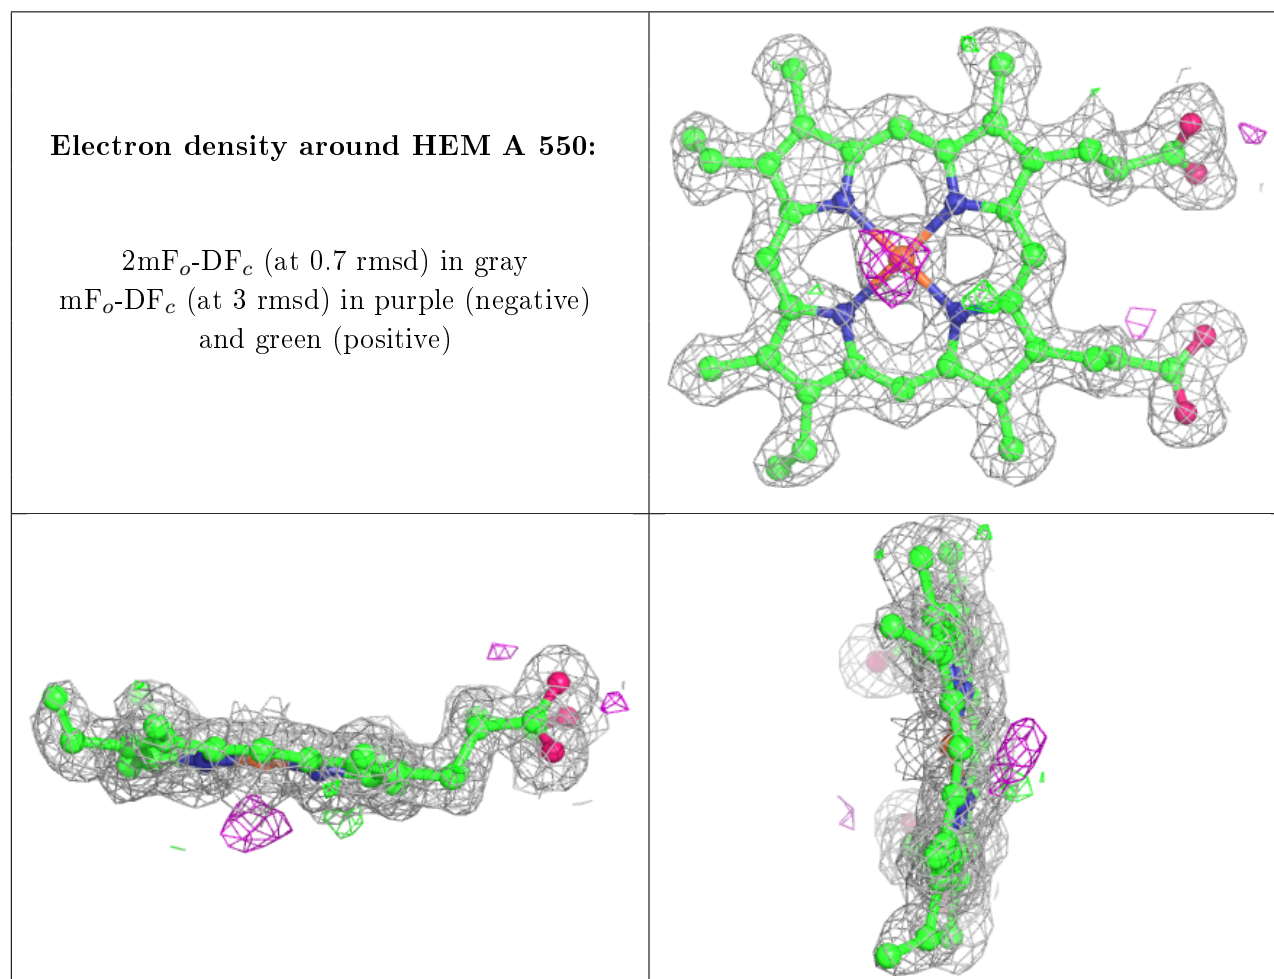 Electron density around HEM A 550:
2mFₒ-DF𝒸 (at 0.7 rmsd) in gray
mFₒ-DF𝒸 (at 3 rmsd) in purple (negative)
and green (positive)